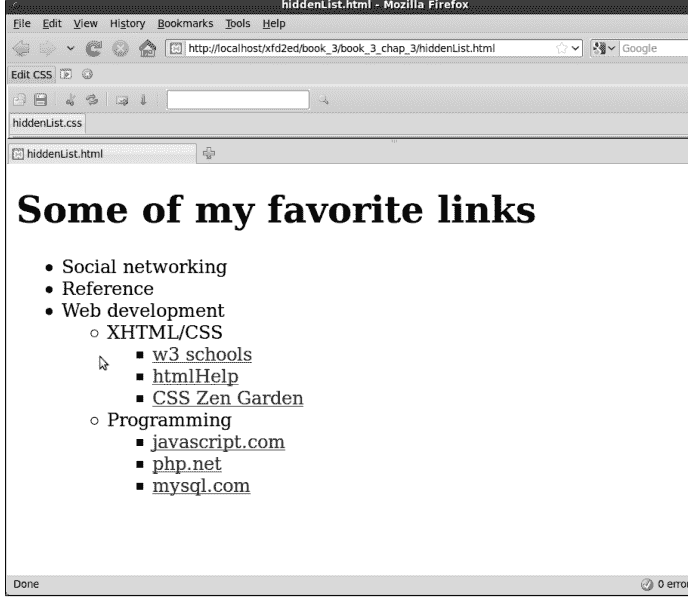 hiddenList.html - Mozilla Firefox
File Edit View History Bookmarks Tools Help
http://localhost/xfd2ed/book_3/book_3_chap_3/hiddenList.html Google
Edit CSS
hiddenList.css
hiddenList.html
Some of my favorite links
Social networking
Reference
Web development
XHTML/CSS
w3 schools
htmlHelp
CSS Zen Garden
Programming
javascript.com
php.net
mysql.com
Done 0 error